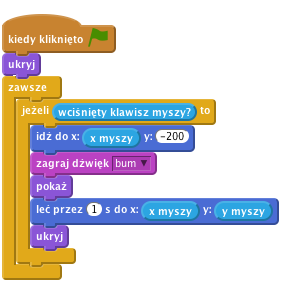 kiedy kliknięto
ukryj
zawsze
jeżeli wciśnięty klawisz myszy? to
idź do x: x myszy y: -200
zagraj dźwięk bum
pokaż
leć przez 1 s do x: x myszy y: y myszy
ukryj